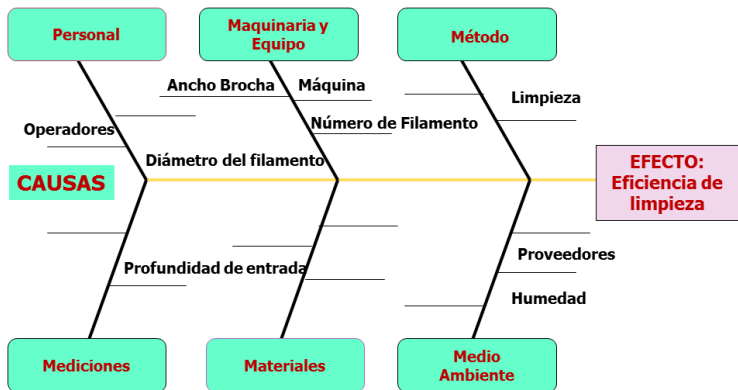 Personal
Maquinaria y
Equipo
Método
Ancho Brocha
Máquina
Limpieza
Operadores
Número de Filamento
Diámetro del filamento
CAUSAS
EFECTO:
Eficiencia de
limpieza
Profundidad de entrada
Proveedores
Humedad
Mediciones
Materiales
Medio
Ambiente